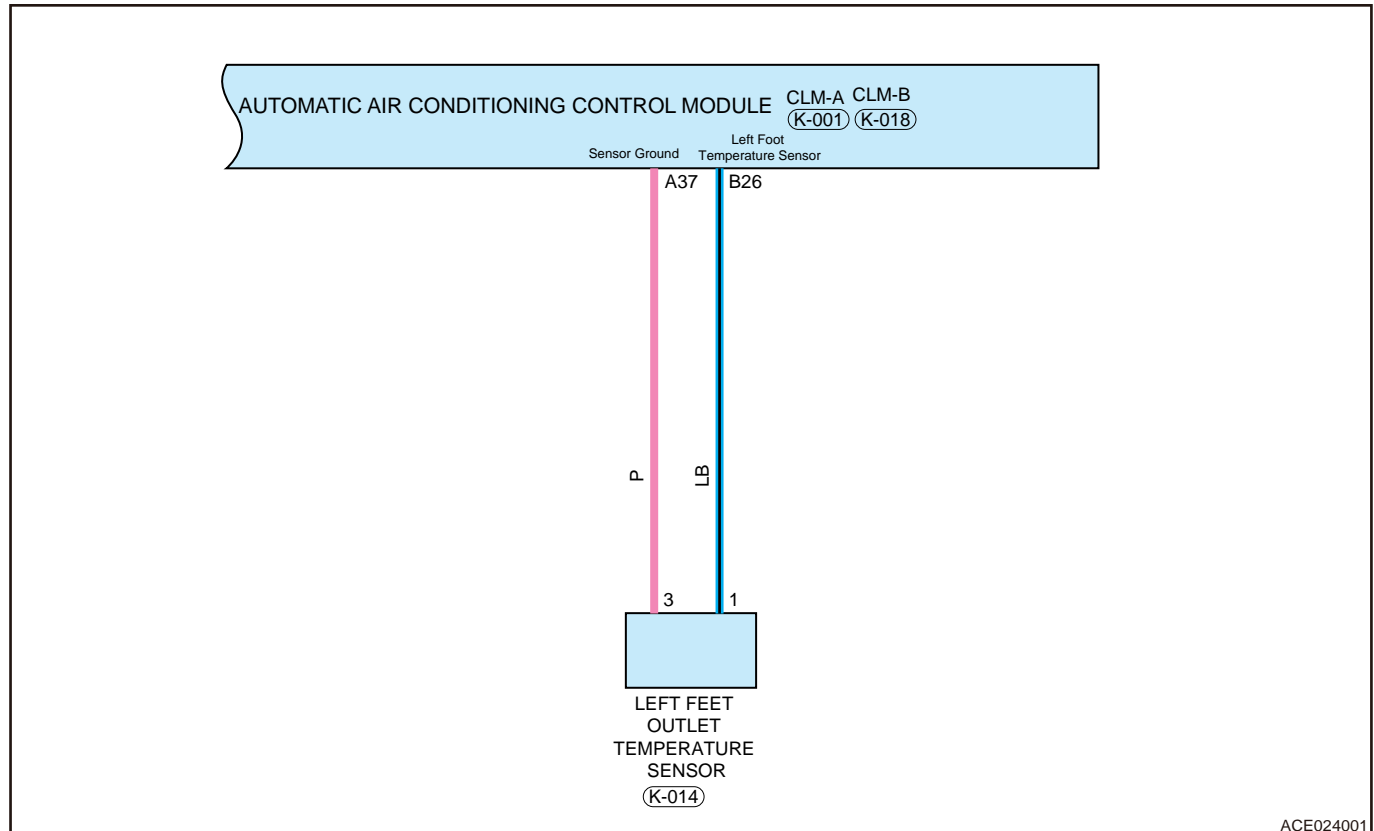 AUTOMATIC AIR CONDITIONING CONTROL MODULE CLM-A CLM-B
K-001 K-018
Left Foot
Sensor Ground Temperature Sensor
A37 B26
P LB
3 1
LEFT FEET
OUTLET
TEMPERATURE
SENSOR
K-014
ACE024001